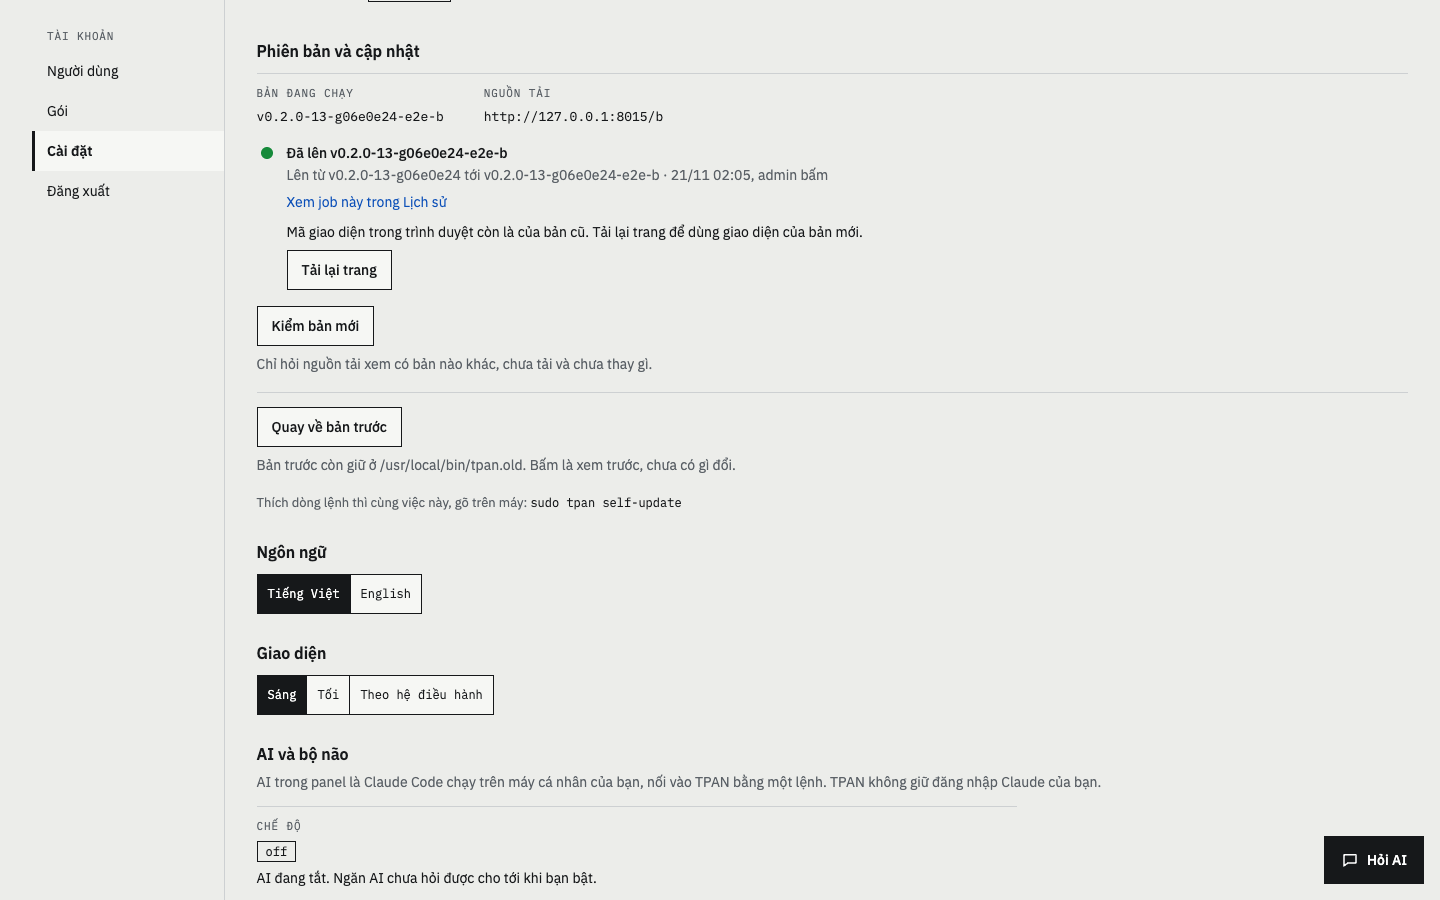 TÀI KHOẢN
Người dùng
Gói
Cài đặt
Đăng xuất
Phiên bản và cập nhật
BẢN ĐANG CHẠY
NGUỒN TẢI
v0.2.0-13-g06e0e24-e2e-b
http://127.0.0.1:8015/b
Đã lên v0.2.0-13-g06e0e24-e2e-b
Lên từ v0.2.0-13-g06e0e24 tới v0.2.0-13-g06e0e24-e2e-b · 21/11 02:05, admin bấm
Xem job này trong Lịch sử
Mã giao diện trong trình duyệt còn là của bản cũ. Tải lại trang để dùng giao diện của bản mới.
Tải lại trang
Kiểm bản mới
Chỉ hỏi nguồn tải xem có bản nào khác, chưa tải và chưa thay gì.
Quay về bản trước
Bản trước còn giữ ở /usr/local/bin/tpan.old. Bấm là xem trước, chưa có gì đổi.
Thích dòng lệnh thì cùng việc này, gõ trên máy: sudo tpan self-update
Ngôn ngữ
Tiếng Việt
English
Giao diện
Sáng
Tối
Theo hệ điều hành
AI và bộ não
AI trong panel là Claude Code chạy trên máy cá nhân của bạn, nối vào TPAN bằng một lệnh. TPAN không giữ đăng nhập Claude của bạn.
CHẾ ĐỘ
off
AI đang tắt. Ngăn AI chưa hỏi được cho tới khi bạn bật.
Hỏi AI